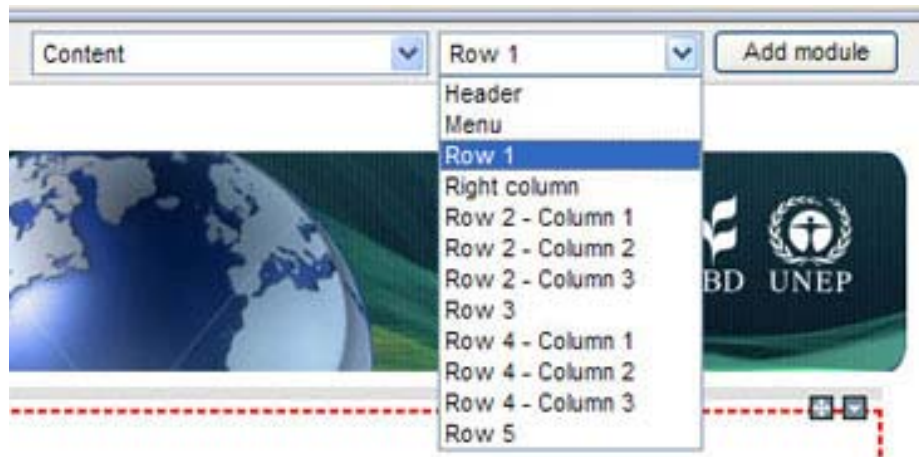 Content
Row 1
Add module
Header
Menu
Row 1
Right column
Row 2 - Column 1
Row 2 - Column 2
Row 2 - Column 3
Row 3
Row 4 - Column 1
Row 4 - Column 2
Row 4 - Column 3
Row 5
BD
UNEP